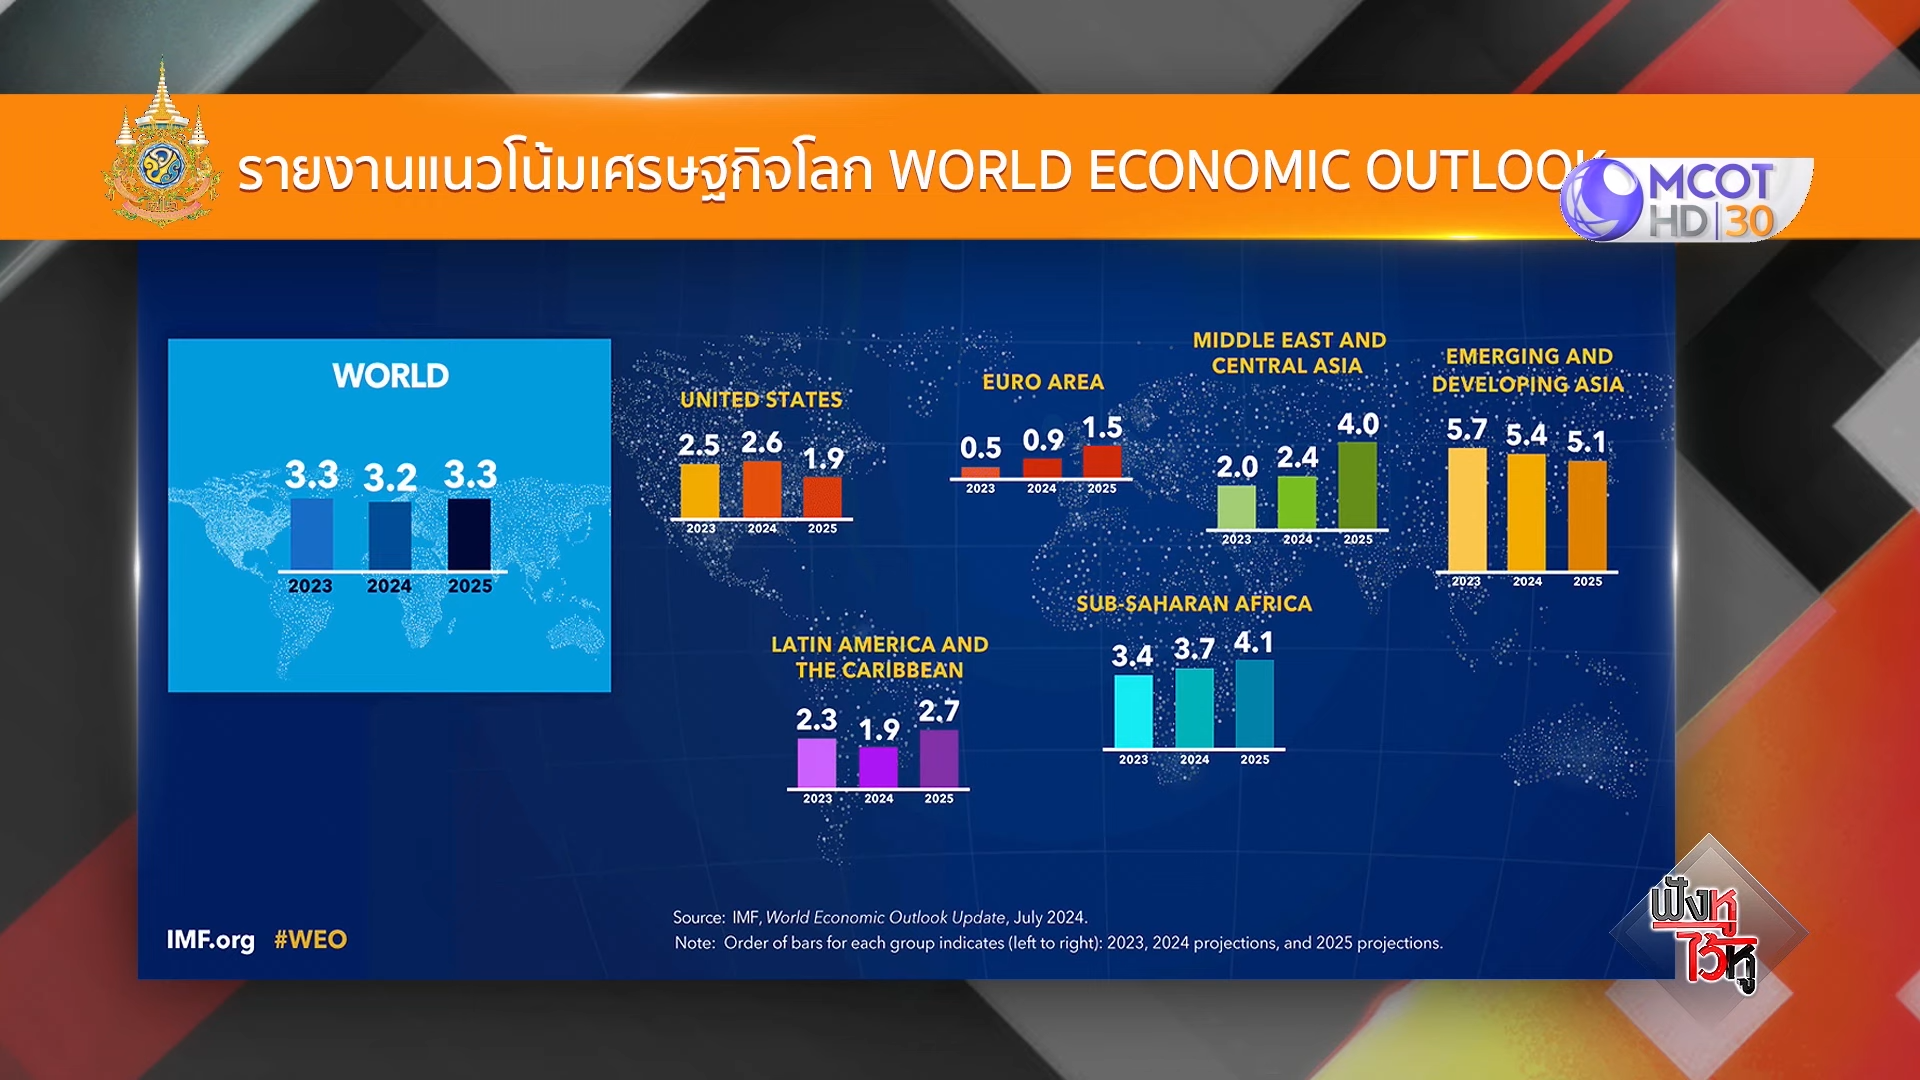 รายงานแนวโน้มเศรษฐกิจโลก WORLD ECONOMIC OUTLOOK
MCOT
HD 30
WORLD
3.3 3.2 3.3
2023 2024 2025
UNITED STATES
2.5 2.6 1.9
2023 2024 2025
EURO AREA
0.5 0.9 1.5
2023 2024 2025
MIDDLE EAST AND
CENTRAL ASIA
2.0 2.4 4.0
2023 2024 2025
EMERGING AND
DEVELOPING ASIA
5.7 5.4 5.1
2023 2024 2025
LATIN AMERICA AND
THE CARIBBEAN
2.3 1.9 2.7
2023 2024 2025
SUB-SAHARAN AFRICA
3.4 3.7 4.1
2023 2024 2025
IMF.org #WEO
Source: IMF, World Economic Outlook Update, July 2024.
Note: Order of bars for each group indicates (left to right): 2023, 2024 projections, and 2025 projections.
ฟังหู
ไว้หู